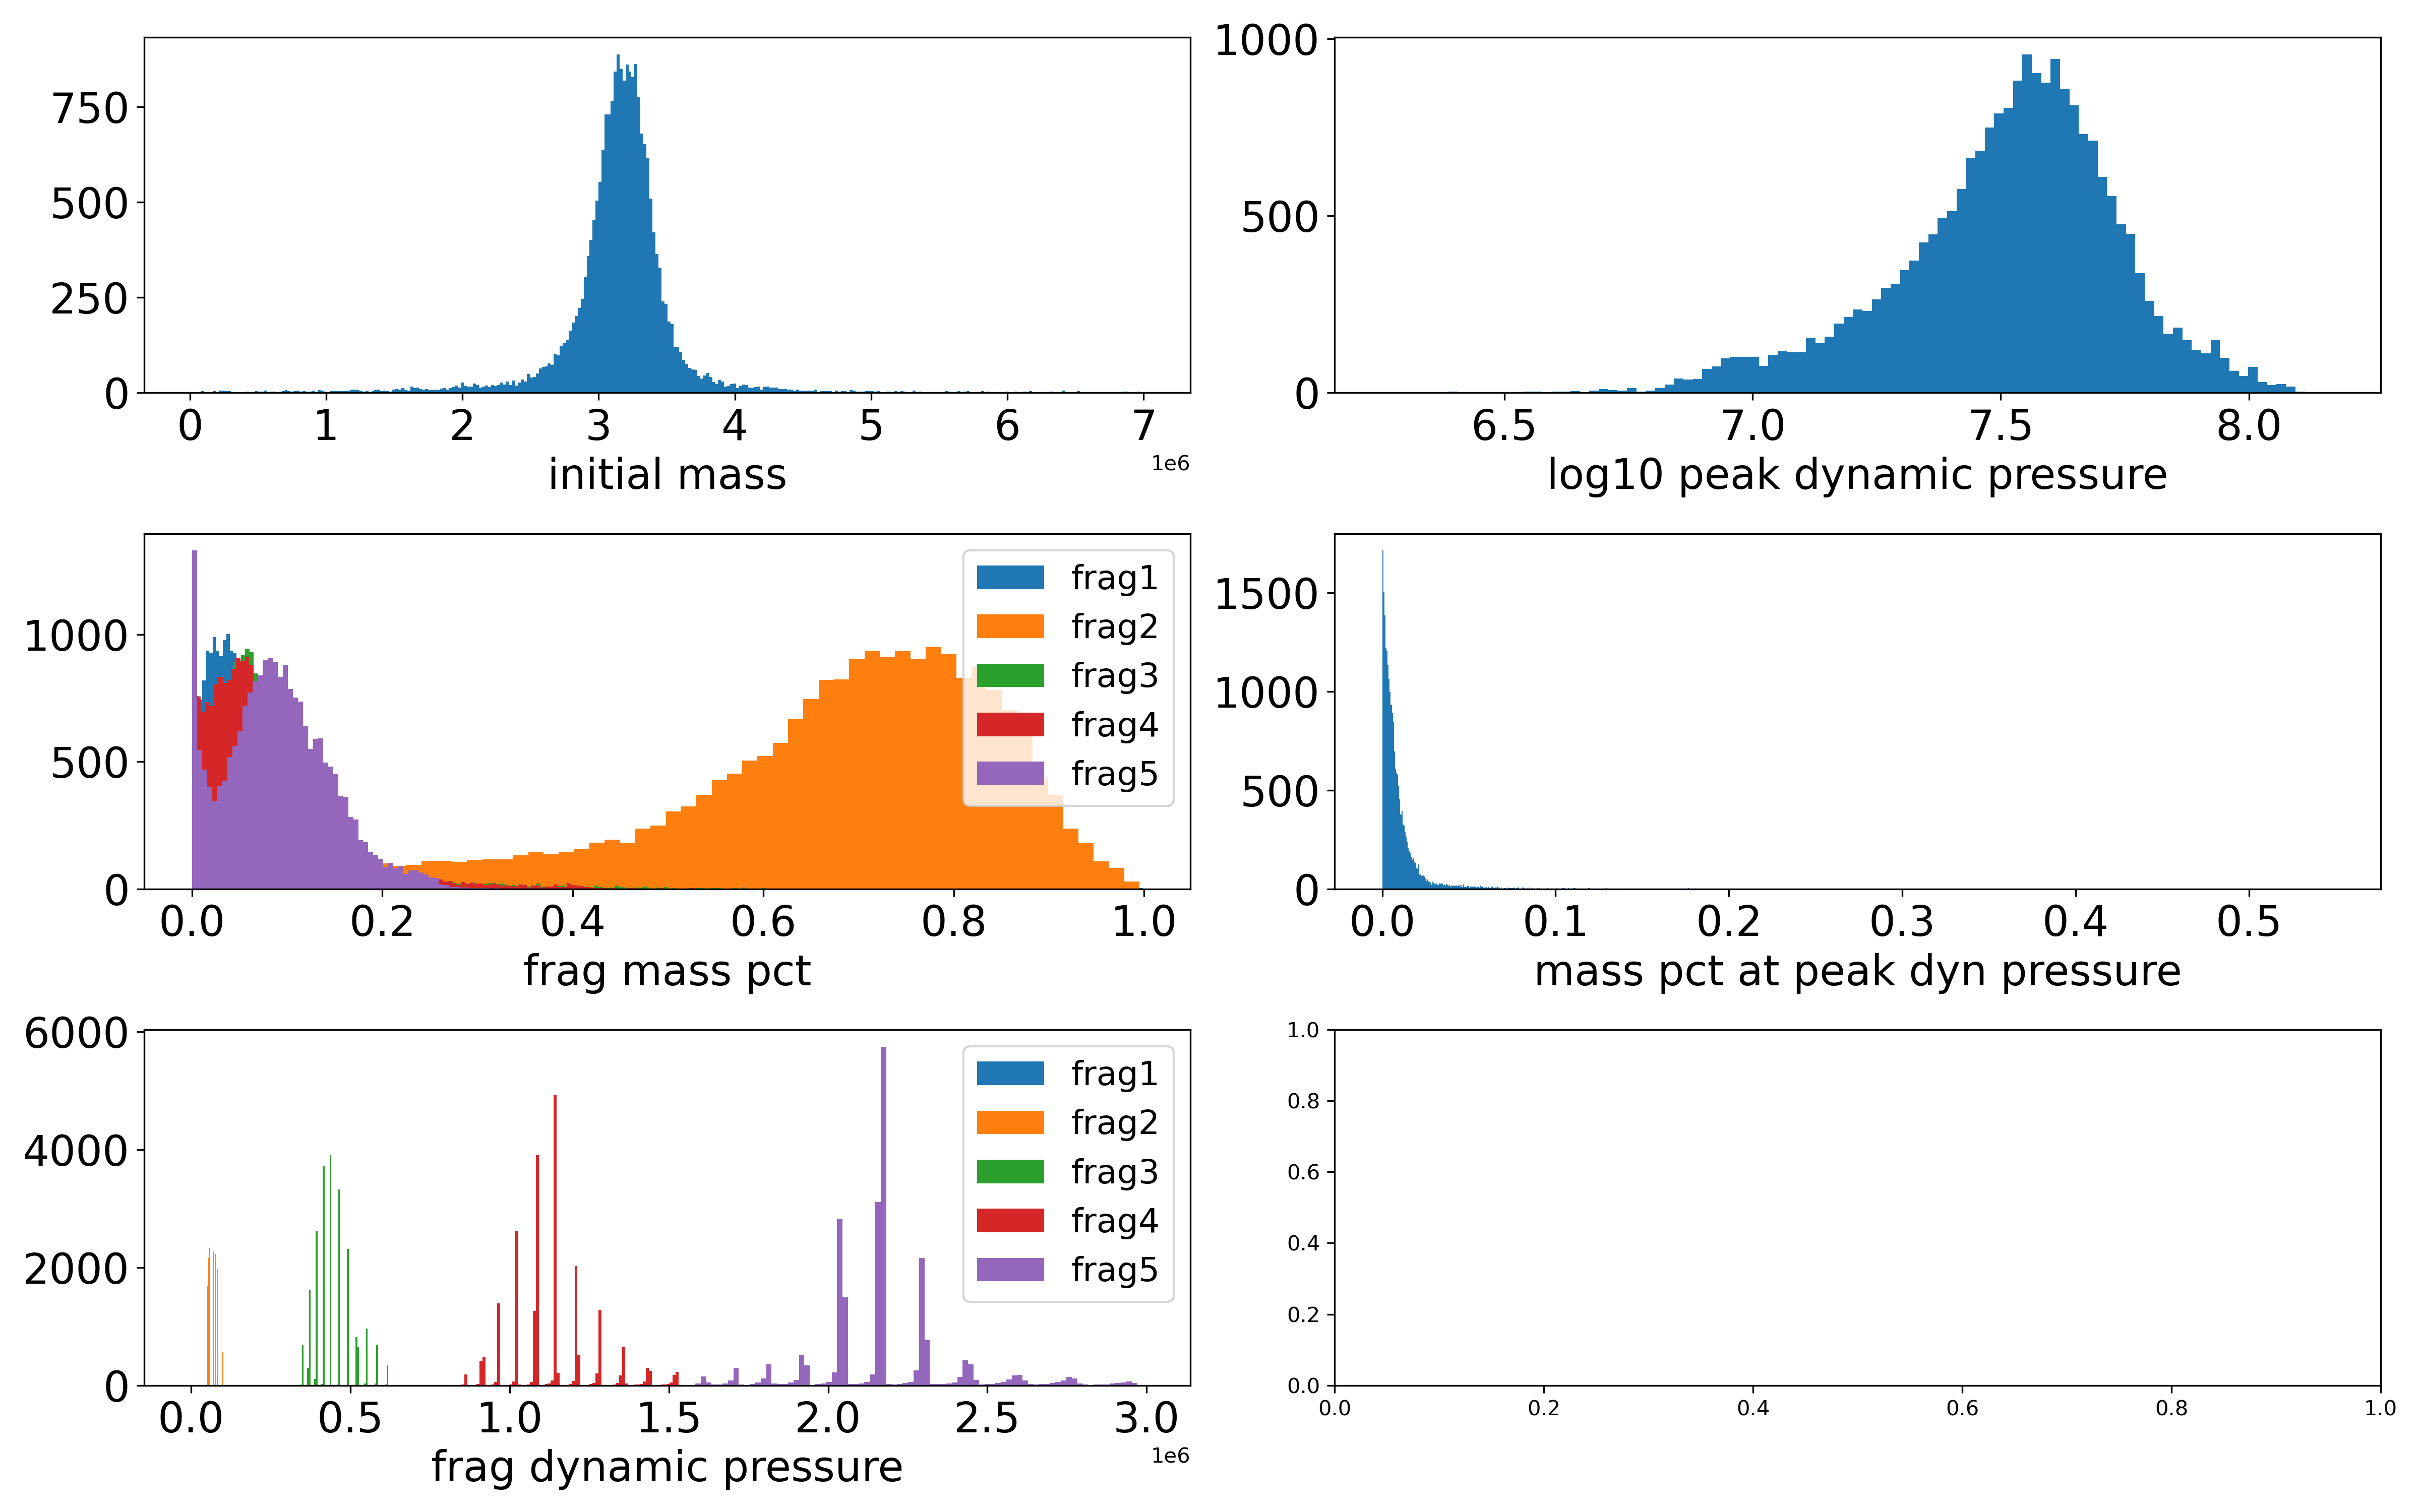 750
500
250
0
0 1 2 3 4 5 6 7
1e6
initial mass
1000
500
0
6.5 7.0 7.5 8.0
log10 peak dynamic pressure
1000
500
0
frag1
frag2
frag3
frag4
frag5
0.0 0.2 0.4 0.6 0.8 1.0
frag mass pct
1500
1000
500
0
0.0 0.1 0.2 0.3 0.4 0.5
mass pct at peak dyn pressure
6000
4000
2000
0
frag1
frag2
frag3
frag4
frag5
0.0 0.5 1.0 1.5 2.0 2.5 3.0
1e6
frag dynamic pressure
1.0
0.8
0.6
0.4
0.2
0.0
0.0 0.2 0.4 0.6 0.8 1.0